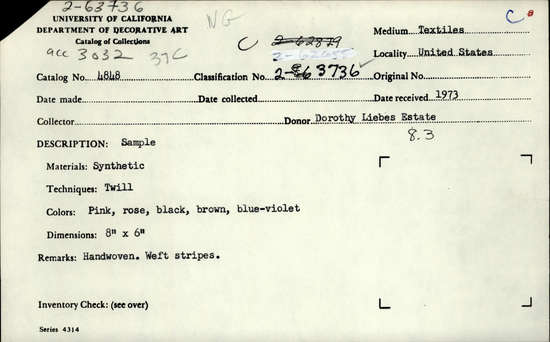 2-63736
UNIVERSITY OF CALIFORNIA NG C 8
DEPARTMENT OF DECORATIVE ART C 2-62879 Medium Textiles
Catalog of Collections
acc 3032 37C Locality United States
Catalog No. 4848 Classification No. 2-63736 ✓ Original No.
Date made Date collected Date received 1973
Collector Donor Dorothy Liebes Estate
8.3
DESCRIPTION: Sample
Materials: Synthetic
Techniques: Twill
Colors: Pink, rose, black, brown, blue-violet
Dimensions: 8" x 6"
Remarks: Handwoven. Weft stripes.
Inventory Check: (see over)
Series 4314